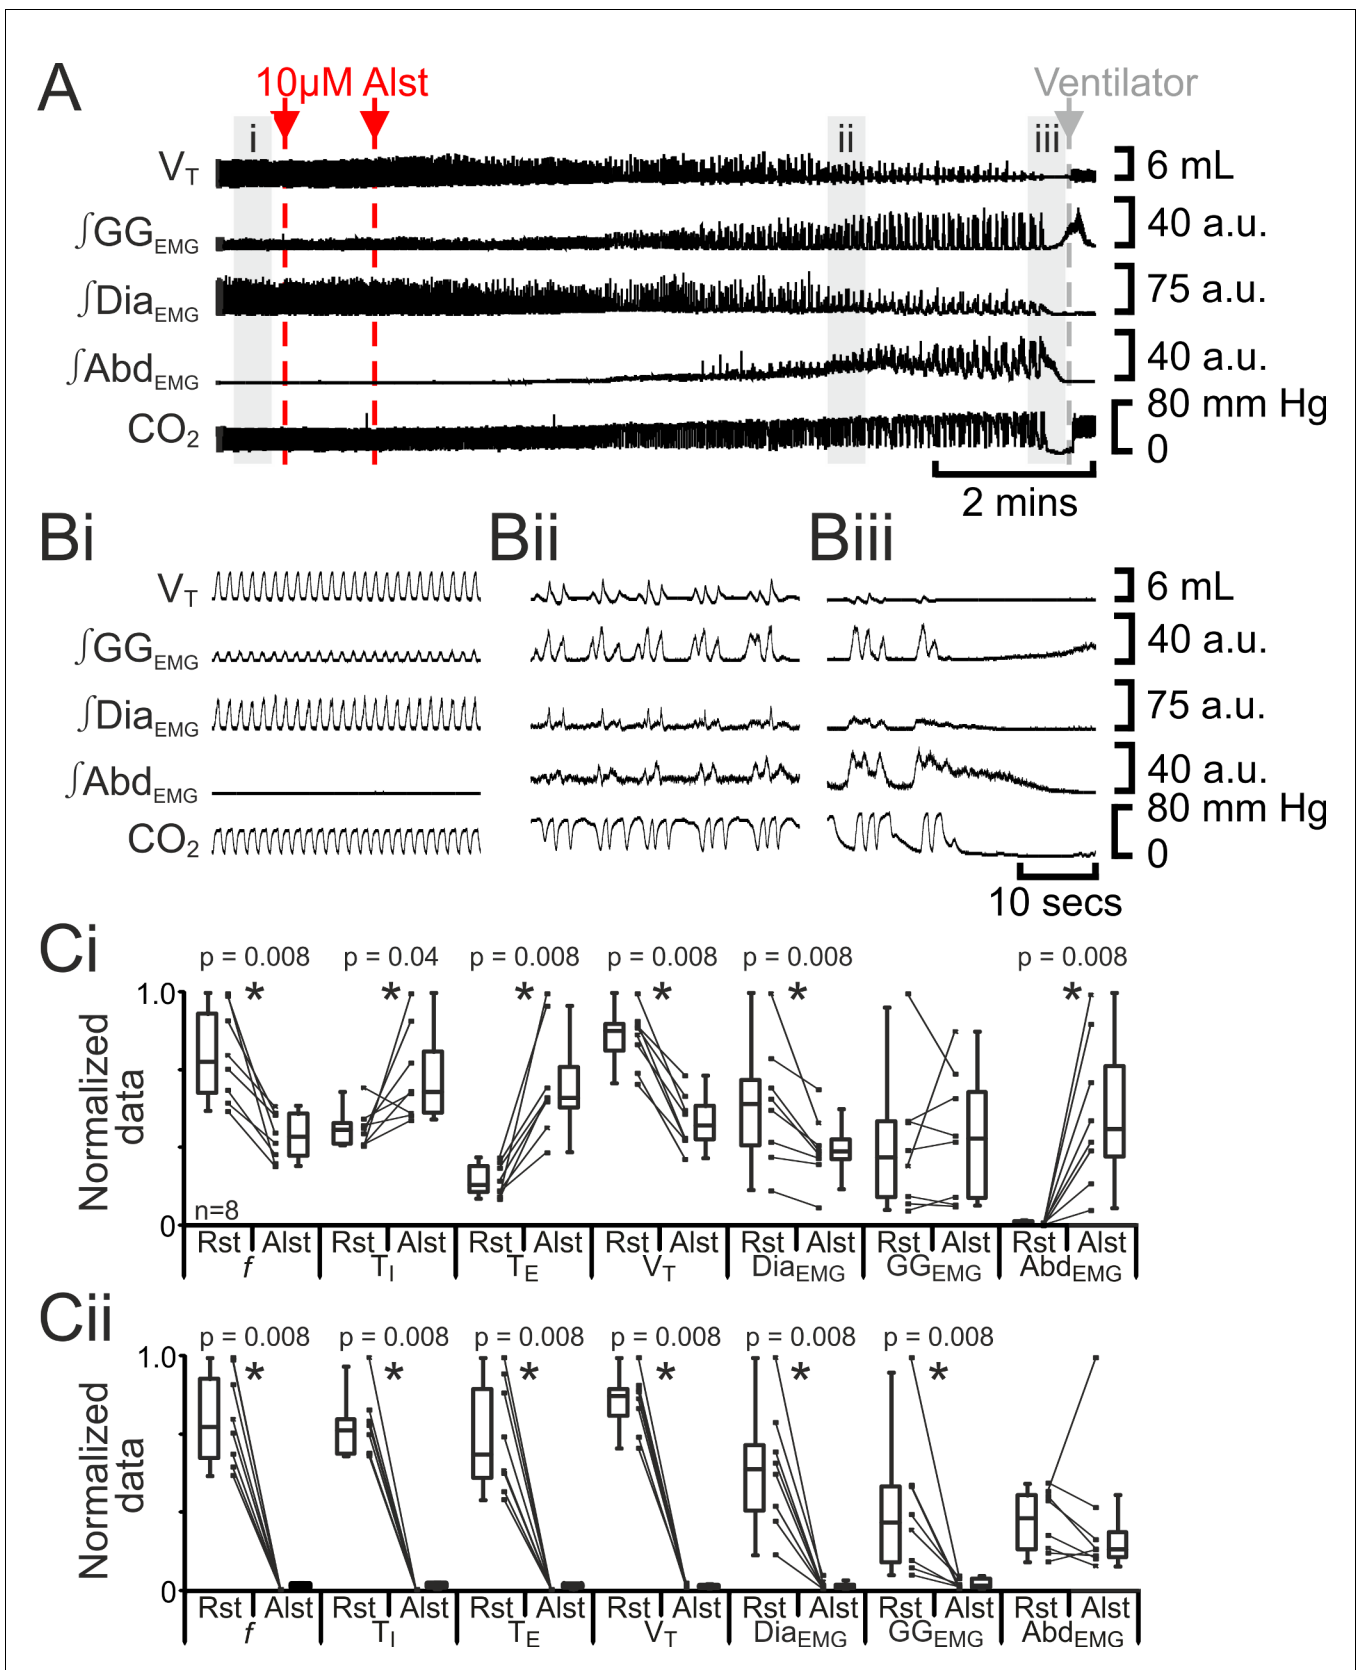 A
10µM Alst
Ventilator
i
ii
iii
VT
6 mL
∫GGEMG
40 a.u.
∫DiaEMG
75 a.u.
∫AbdEMG
40 a.u.
CO2
80 mm Hg
0
2 mins
Bi
Bii
Biii
VT
6 mL
∫GGEMG
40 a.u.
∫DiaEMG
75 a.u.
∫AbdEMG
40 a.u.
CO2
80 mm Hg
0
10 secs
Ci
p = 0.008
p = 0.04
p = 0.008
p = 0.008
p = 0.008
p = 0.008
* * * * * *
1.0
Normalized
data
n=8
0
Rst Alst Rst Alst Rst Alst Rst Alst Rst Alst Rst Alst Rst Alst
f TI TE VT DiaEMG GGEMG AbdEMG
Cii
p = 0.008
p = 0.008
p = 0.008
p = 0.008
p = 0.008
p = 0.008
* * * * * *
1.0
Normalized
data
0
Rst Alst Rst Alst Rst Alst Rst Alst Rst Alst Rst Alst Rst Alst
f TI TE VT DiaEMG GGEMG AbdEMG